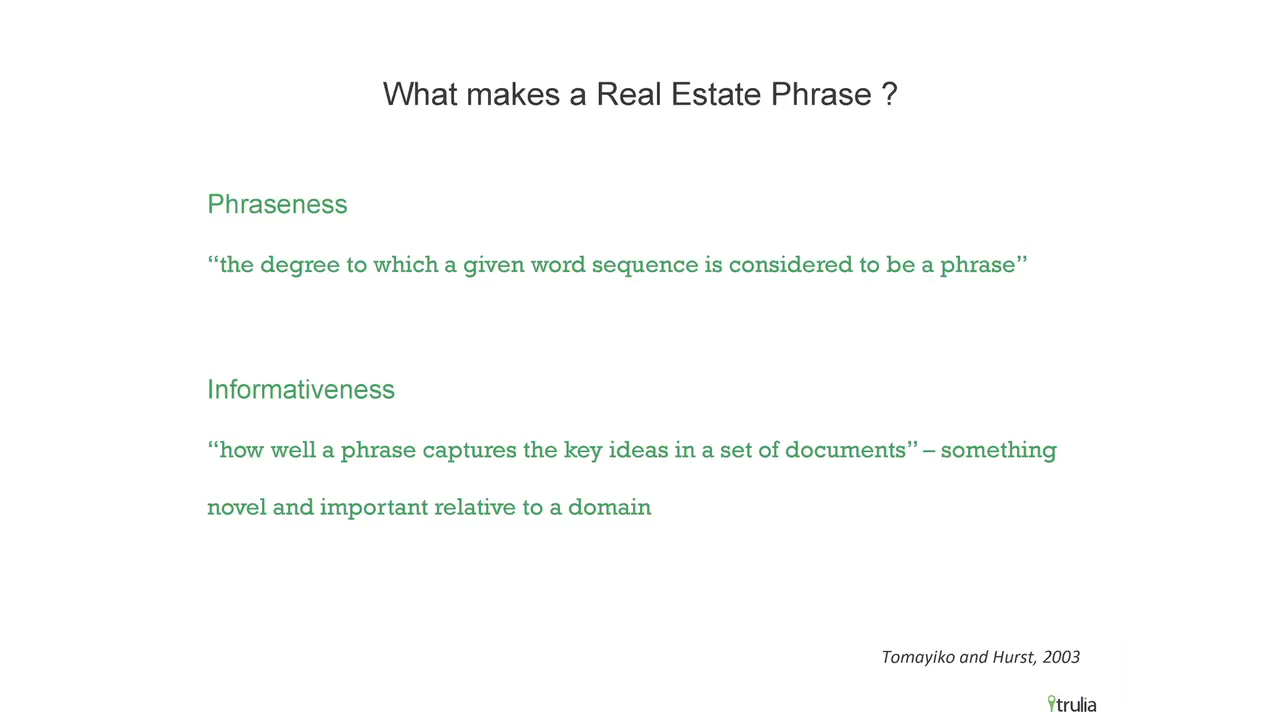 What makes a Real Estate Phrase ?
Phraseness
“the degree to which a given word sequence is considered to be a phrase”
Informativeness
“how well a phrase captures the key ideas in a set of documents” – something
novel and important relative to a domain
Tomayiko and Hurst, 2003
trulia